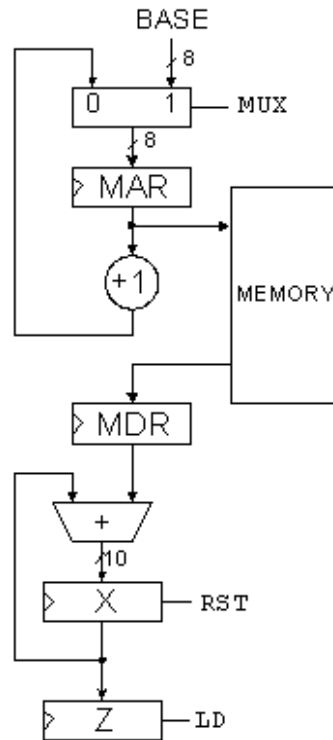 BASE
8
0 1 MUX
8
MAR
+1
MEMORY
MDR
+
10
X RST
Z LD